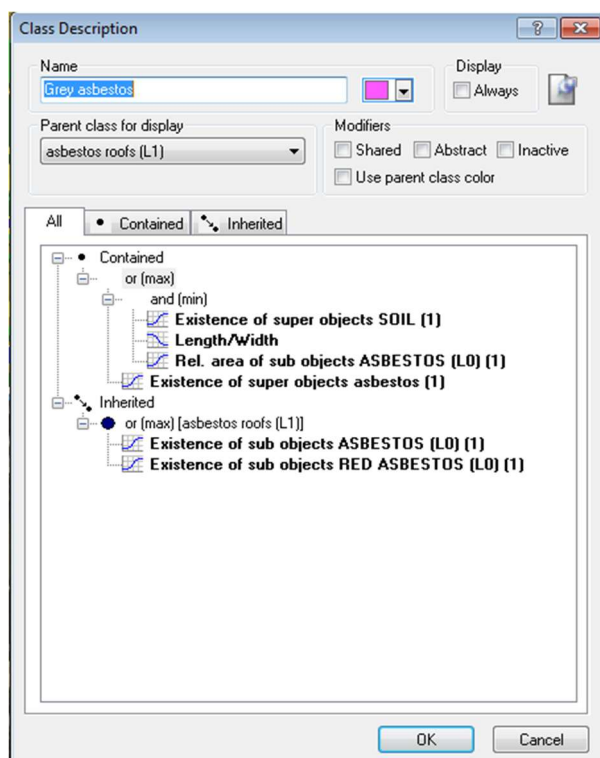 Class Description
Name
Grey asbestos
Display
Always
Parent class for display
asbestos roofs (L1)
Modifiers
Shared Abstract Inactive
Use parent class color
All Contained Inherited
Contained
or (max)
and (min)
Existence of super objects SOIL (1)
Length/Width
Rel. area of sub objects ASBESTOS (L0) (1)
Existence of super objects asbestos (1)
Inherited
or (max) [asbestos roofs (L1)]
Existence of sub objects ASBESTOS (L0) (1)
Existence of sub objects RED ASBESTOS (L0) (1)
OK Cancel